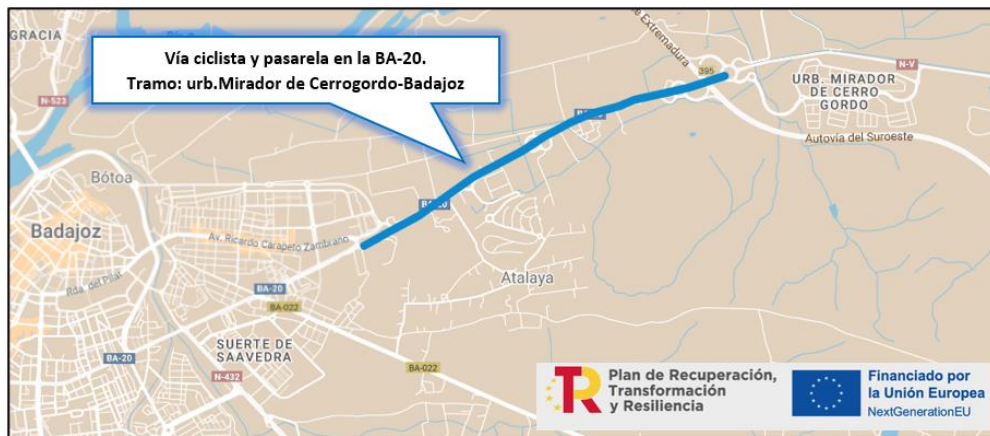 GRACIA
Vía ciclista y pasarela en la BA-20.
Tramo: urb.Mirador de Cerrogordo-Badajoz
de Extremadura
395
N-V
URB. MIRADOR
DE CERRO
GORDO
N-523
Autovía del Suroeste
Bótoa
BA-20
Badajoz
Av. Ricardo Carapeto Zambrano
Rda. del Pilar
Atalaya
BA-20
BA-022
SUERTE DE
SAAVEDRA
BA-20
N-432
BA-022
Plan de Recuperación,
Transformación
y Resiliencia
Financiado por
la Unión Europea
NextGenerationEU